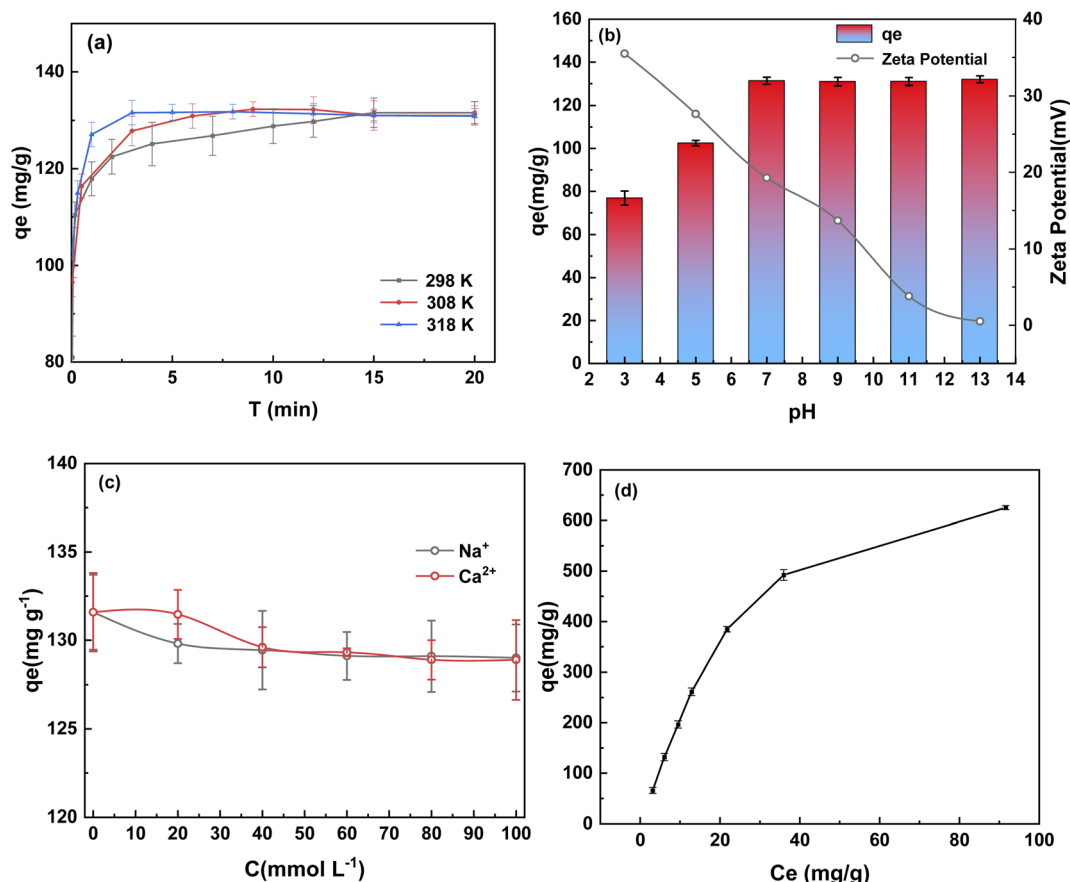 (a)
qe (mg/g)
150
140
120
100
80
0
5
10
15
20
T (min)
298 K
308 K
318 K
(b)
qe
Zeta Potential
qe(mg/g)
160
140
120
100
80
60
40
20
0
2 3 4 5 6 7 8 9 10 11 12 13 14
pH
40
30
20
10
0
Zeta Potential(mV)
(c)
qe(mg g⁻¹)
140
135
130
125
120
0 10 20 30 40 50 60 70 80 90 100
C(mmol L⁻¹)
Na⁺
Ca²⁺
(d)
qe(mg/g)
700
600
500
400
300
200
100
0
0 20 40 60 80 100
Ce (mg/g)